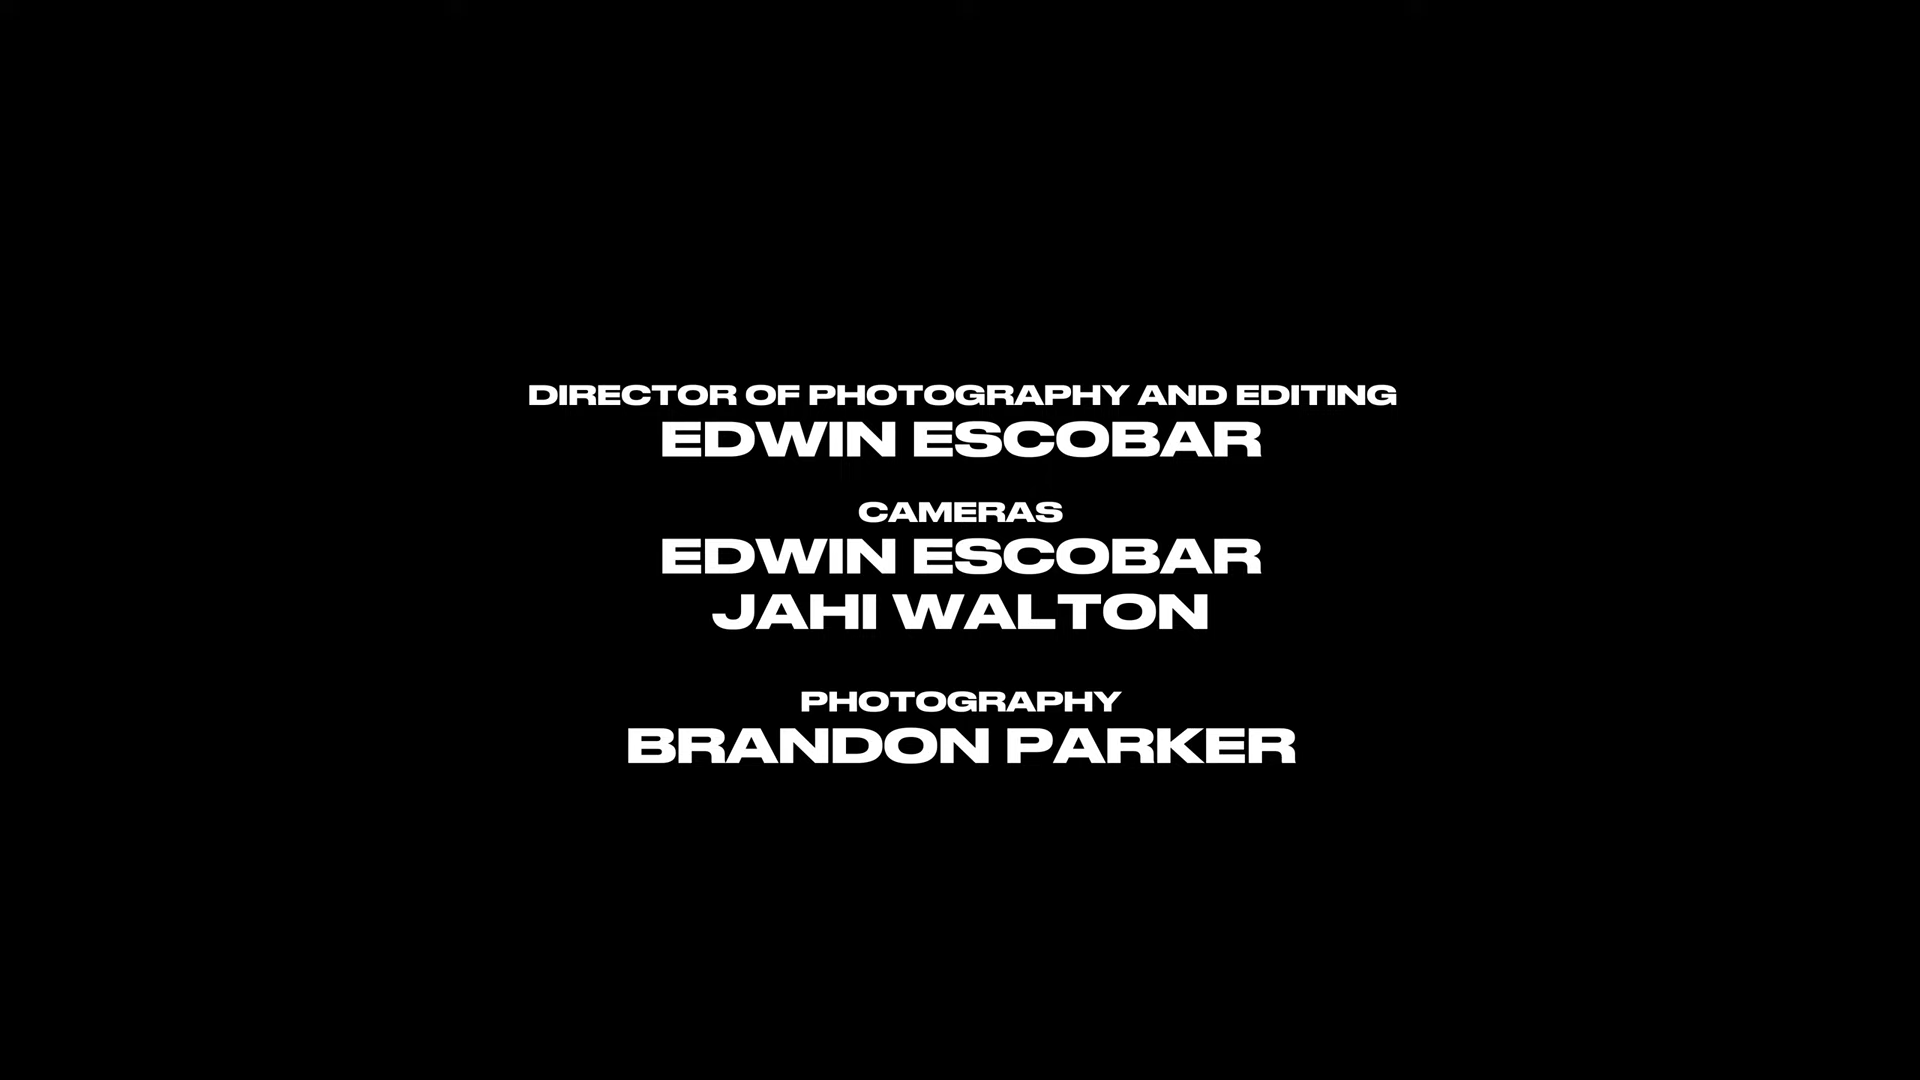 DIRECTOR OF PHOTOGRAPHY AND EDITING
EDWIN ESCOBAR
CAMERAS
EDWIN ESCOBAR
JAHI WALTON
PHOTOGRAPHY
BRANDON PARKER